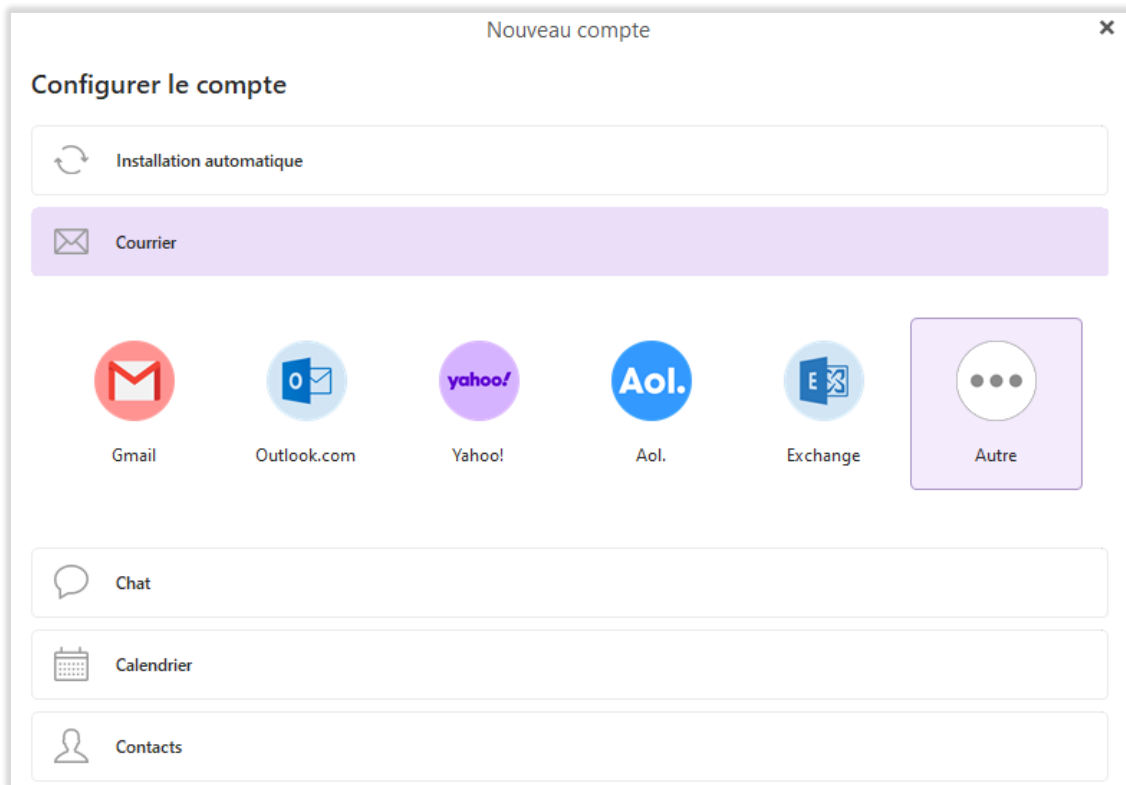 Nouveau compte
Configurer le compte
Installation automatique
Courrier
yahoo!
Aol.
E
Gmail
Outlook.com
Yahoo!
Aol.
Exchange
Autre
Chat
Calendrier
Contacts